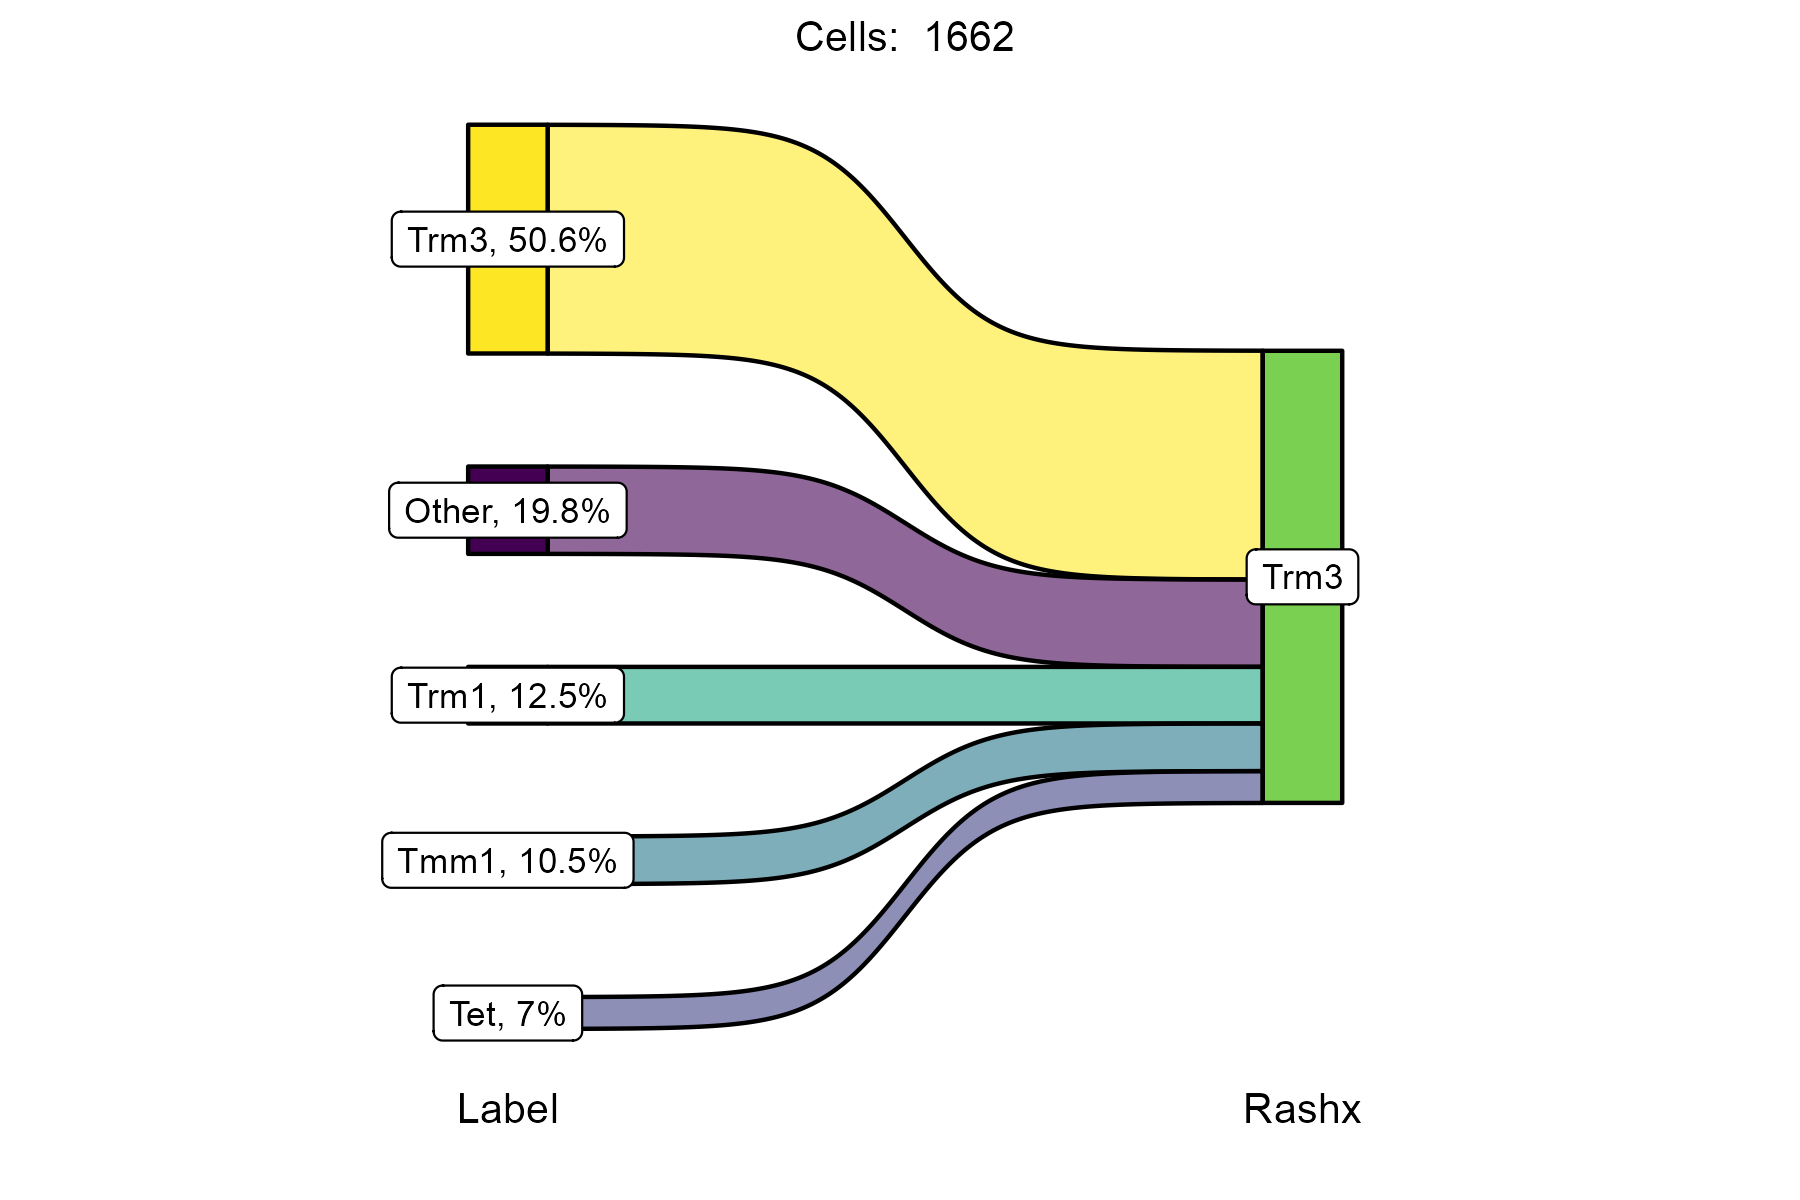 Cells:  1662
Trm3, 50.6%
Other, 19.8%
Trm3
Trm1, 12.5%
Tmm1, 10.5%
Tet, 7%
Label
Rashx